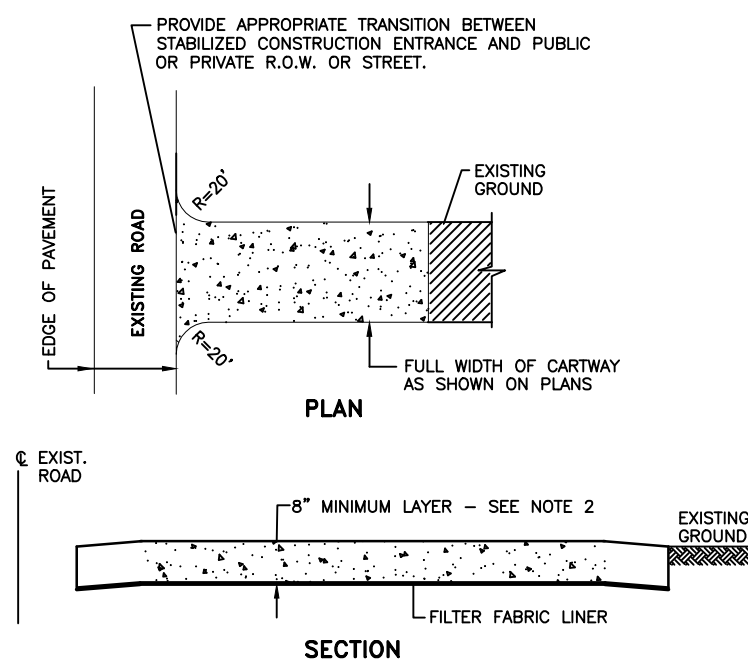 PROVIDE APPROPRIATE TRANSITION BETWEEN
STABILIZED CONSTRUCTION ENTRANCE AND PUBLIC
OR PRIVATE R.O.W. OR STREET.
R=20'
EXISTING
GROUND
EDGE OF PAVEMENT
EXISTING ROAD
R=20'
FULL WIDTH OF CARTWAY
AS SHOWN ON PLANS
PLAN
℄ EXIST.
ROAD
8" MINIMUM LAYER – SEE NOTE 2
EXISTING
GROUND
FILTER FABRIC LINER
SECTION